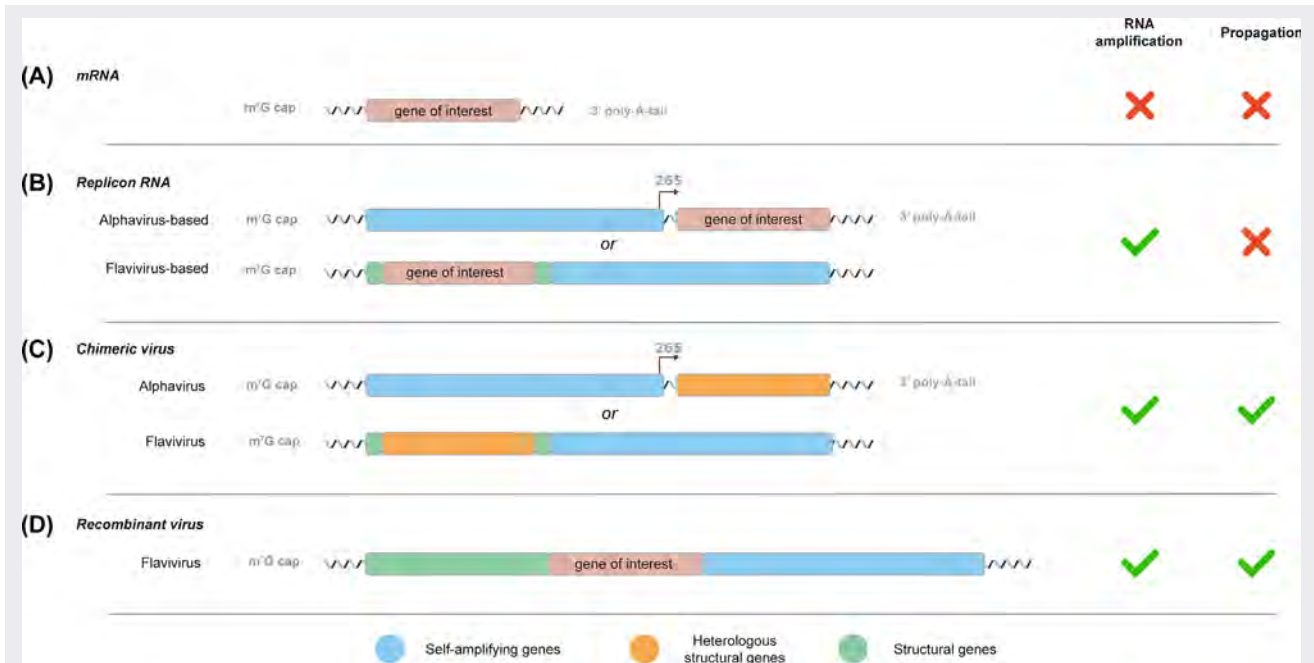 RNA amplification Propagation
(A) mRNA
m⁷G cap gene of interest 3' poly-A-tail
(B) Replicon RNA
26S
Alphavirus-based m⁷G cap gene of interest 3' poly-A-tail
or
Flavivirus-based m⁷G cap gene of interest
(C) Chimeric virus
26S
Alphavirus m⁷G cap 3' poly-A-tail
or
Flavivirus m⁷G cap
(D) Recombinant virus
Flavivirus m⁷G cap gene of interest
Self-amplifying genes Heterologous structural genes Structural genes